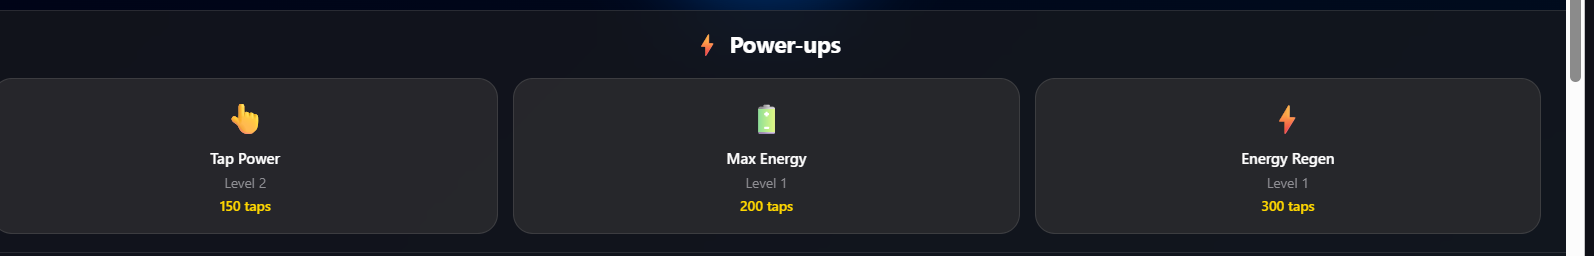 Power-ups
Tap Power
Level 2
150 taps
Max Energy
Level 1
200 taps
Energy Regen
Level 1
300 taps